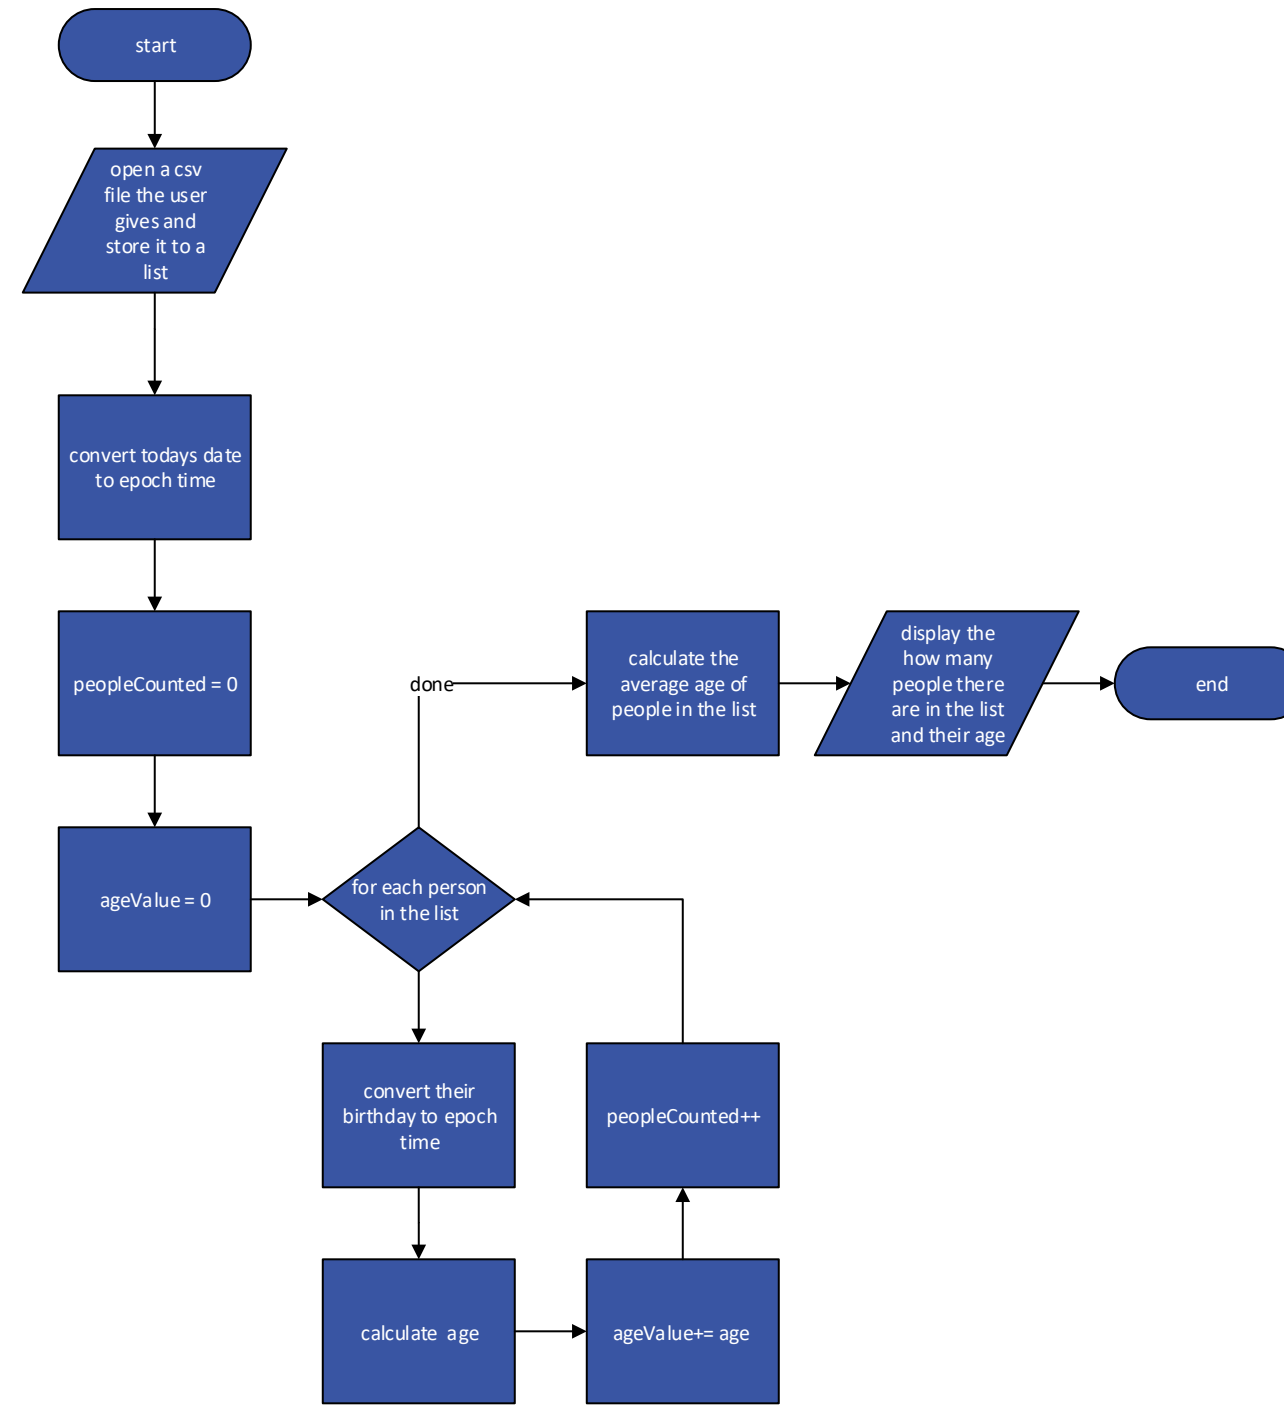 start
open a csv
file the user
gives and
store it to a
list
convert todays date
to epoch time
peopleCounted = 0
ageValue = 0
for each person
in the list
done
calculate the
average age of
people in the list
display the
how many
people there
are in the list
and their age
end
convert their
birthday to epoch
time
calculate age
ageValue+= age
peopleCounted++